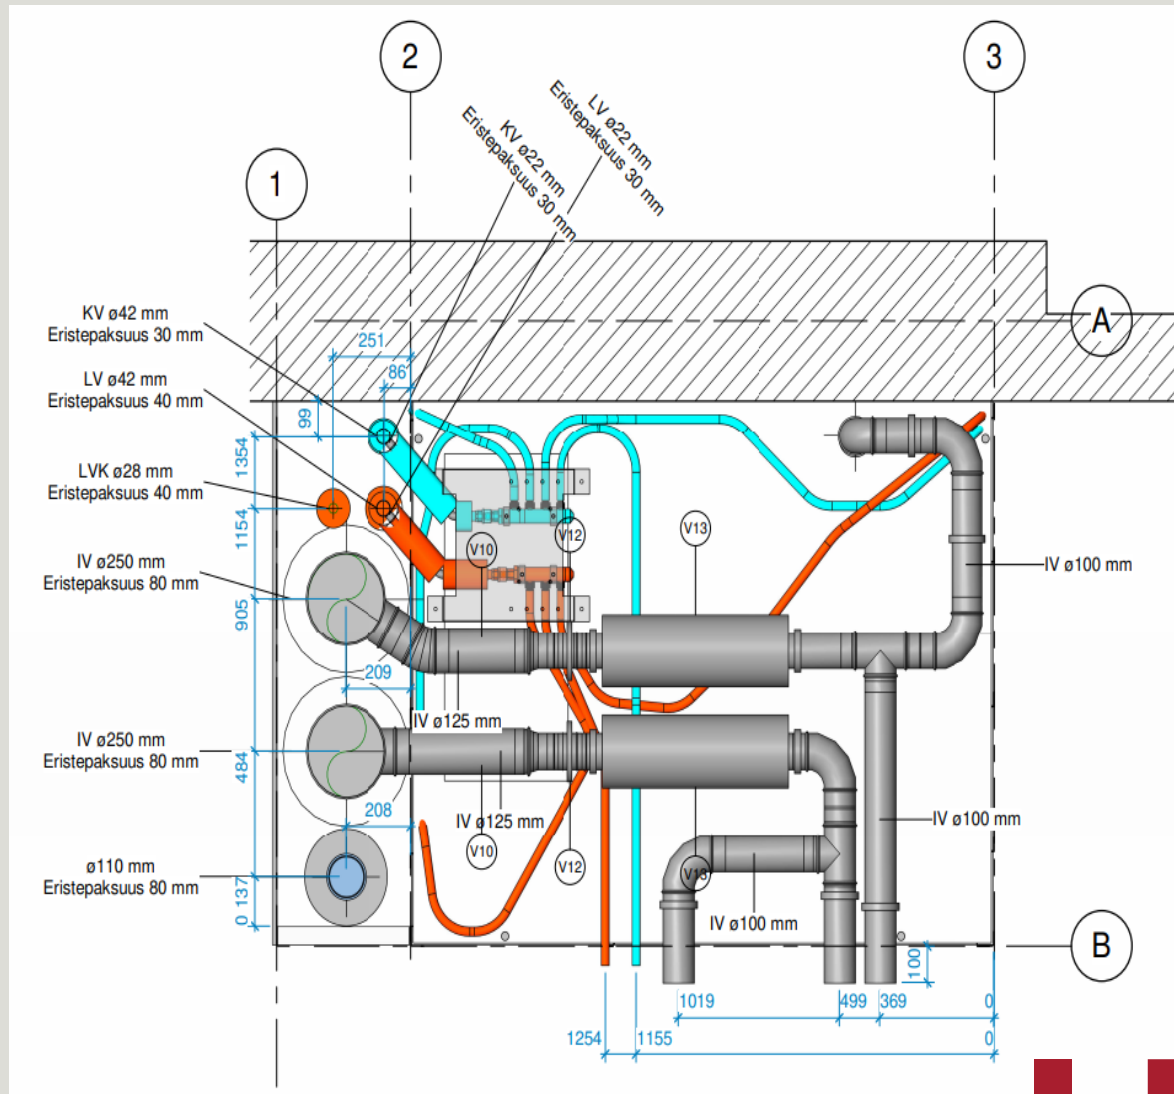 2
3
1
KV ø22 mm
Eristepaksuus 30 mm
LV ø22 mm
Eristepaksuus 30 mm
A
KV ø42 mm
Eristepaksuus 30 mm
251
LV ø42 mm
Eristepaksuus 40 mm
86
99
1354
LVK ø28 mm
Eristepaksuus 40 mm
1154
V10
V12
V13
IV ø250 mm
Eristepaksuus 80 mm
IV ø100 mm
905
209
IV ø125 mm
IV ø250 mm
Eristepaksuus 80 mm
484
208
IV ø125 mm
IV ø100 mm
V10
V12
V13
ø110 mm
Eristepaksuus 80 mm
137
0
IV ø100 mm
B
100
1019
499
369
0
1254
1155
0